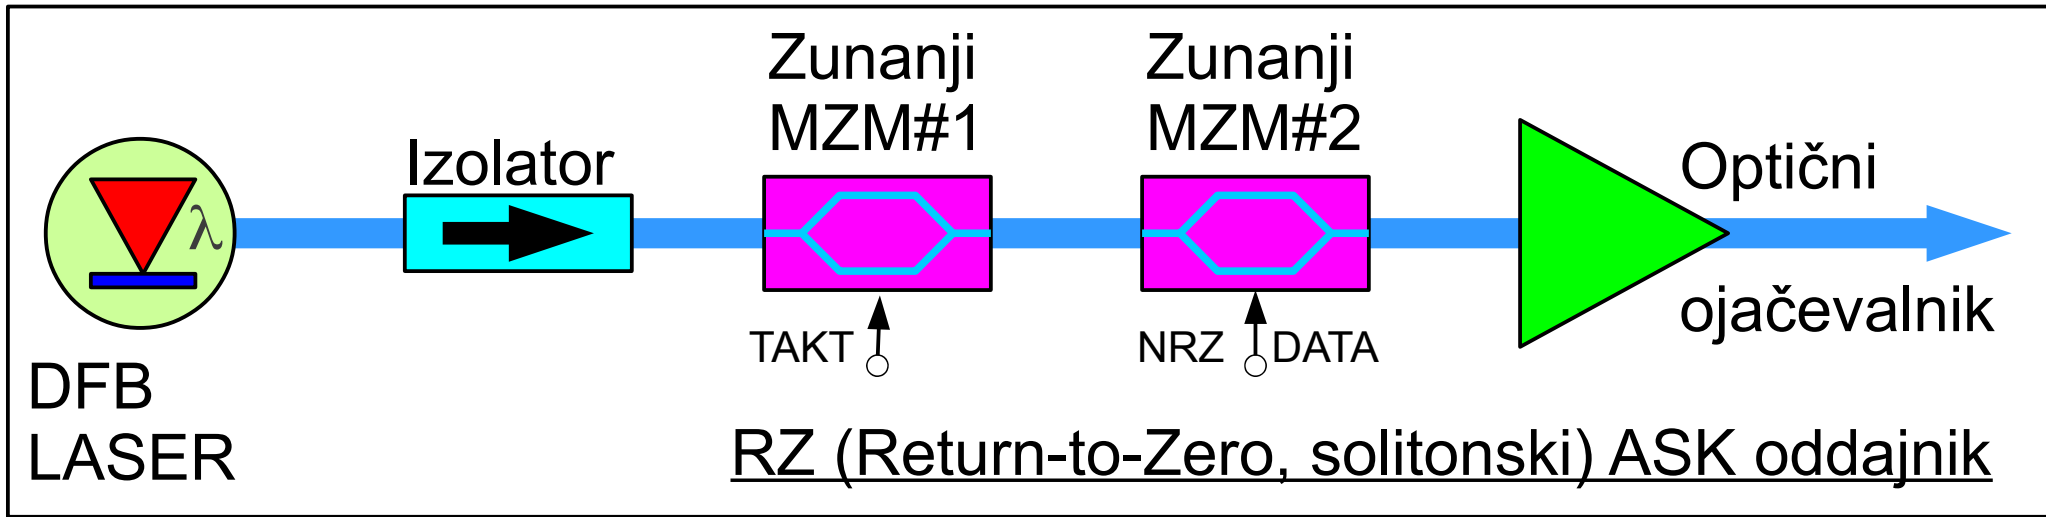 Zunanji
MZM#1
Zunanji
MZM#2
Izolator
λ
Optični
ojačevalnik
TAKT
NRZ DATA
DFB
LASER
RZ (Return-to-Zero, solitonski) ASK oddajnik